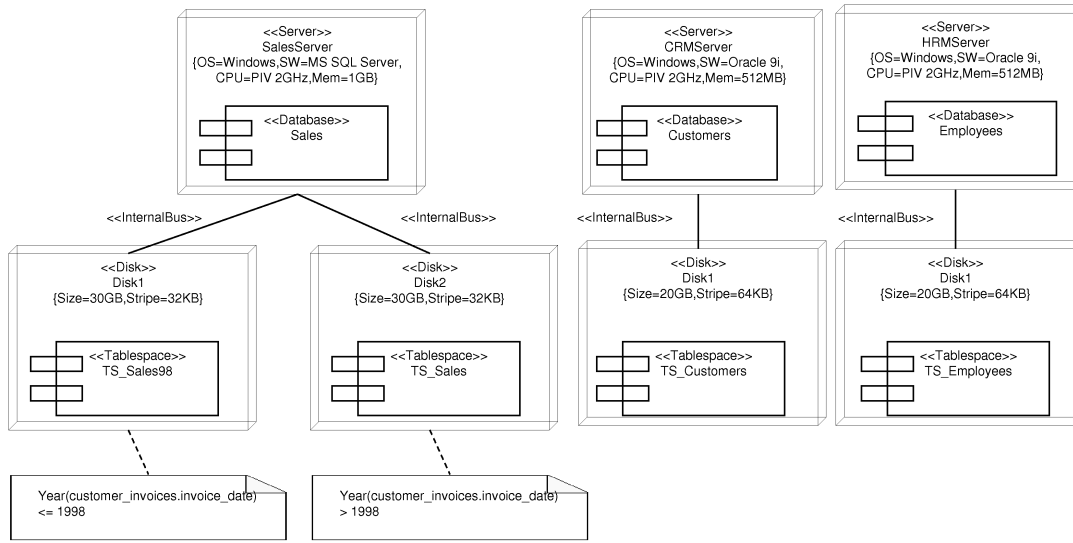 <<Server>>
SalesServer
{OS=Windows,SW=MS SQL Server,
CPU=PIV 2GHz,Mem=1GB}
<<Database>>
Sales
<<Server>>
CRMServer
{OS=Windows,SW=Oracle 9i,
CPU=PIV 2GHz,Mem=512MB}
<<Database>>
Customers
<<Server>>
HRMServer
{OS=Windows,SW=Oracle 9i,
CPU=PIV 2GHz,Mem=512MB}
<<Database>>
Employees
<<InternalBus>>
<<InternalBus>>
<<InternalBus>>
<<InternalBus>>
<<Disk>>
Disk1
{Size=30GB,Stripe=32KB}
<<Tablespace>>
TS_Sales98
<<Disk>>
Disk2
{Size=30GB,Stripe=32KB}
<<Tablespace>>
TS_Sales
<<Disk>>
Disk1
{Size=20GB,Stripe=64KB}
<<Tablespace>>
TS_Customers
<<Disk>>
Disk1
{Size=20GB,Stripe=64KB}
<<Tablespace>>
TS_Employees
Year(customer_invoices.invoice_date)
<= 1998
Year(customer_invoices.invoice_date)
> 1998